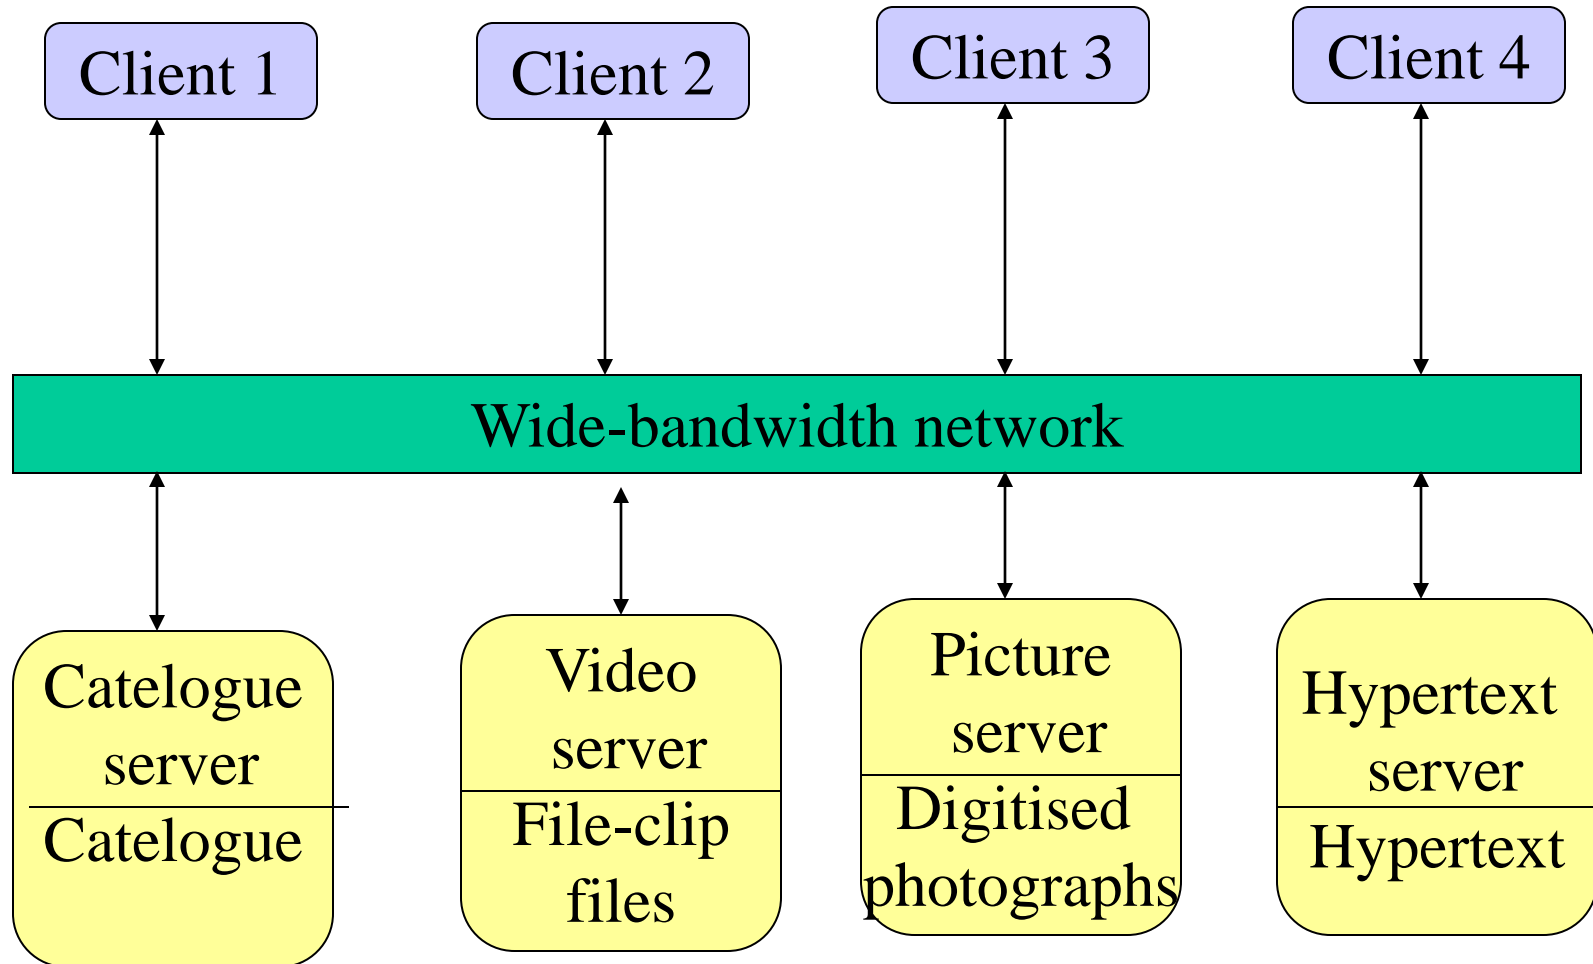 Client 1
Client 2
Client 3
Client 4
Wide-bandwidth network
Catelogue
server
Catelogue
Video
server
File-clip
files
Picture
server
Digitised
photographs
Hypertext
server
Hypertext